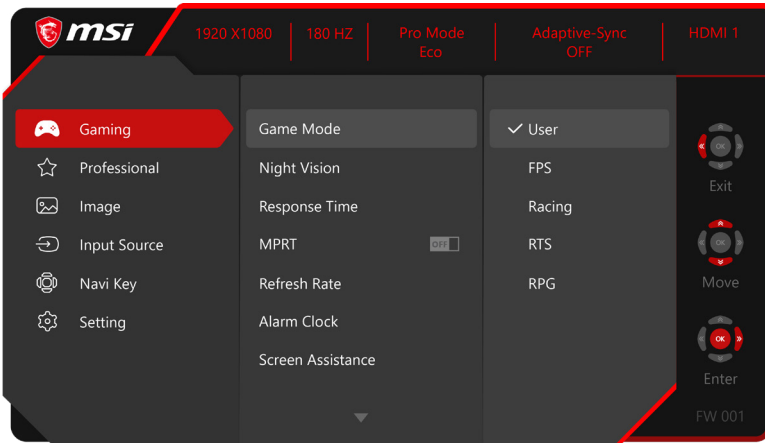 msi
1920 X1080
180 HZ
Pro Mode
Eco
Adaptive-Sync
OFF
HDMI 1
Gaming
Professional
Image
Input Source
Navi Key
Setting
Game Mode
Night Vision
Response Time
MPRT
OFF
Refresh Rate
Alarm Clock
Screen Assistance
User
FPS
Racing
RTS
RPG
OK
Exit
OK
Move
OK
Enter
FW 001